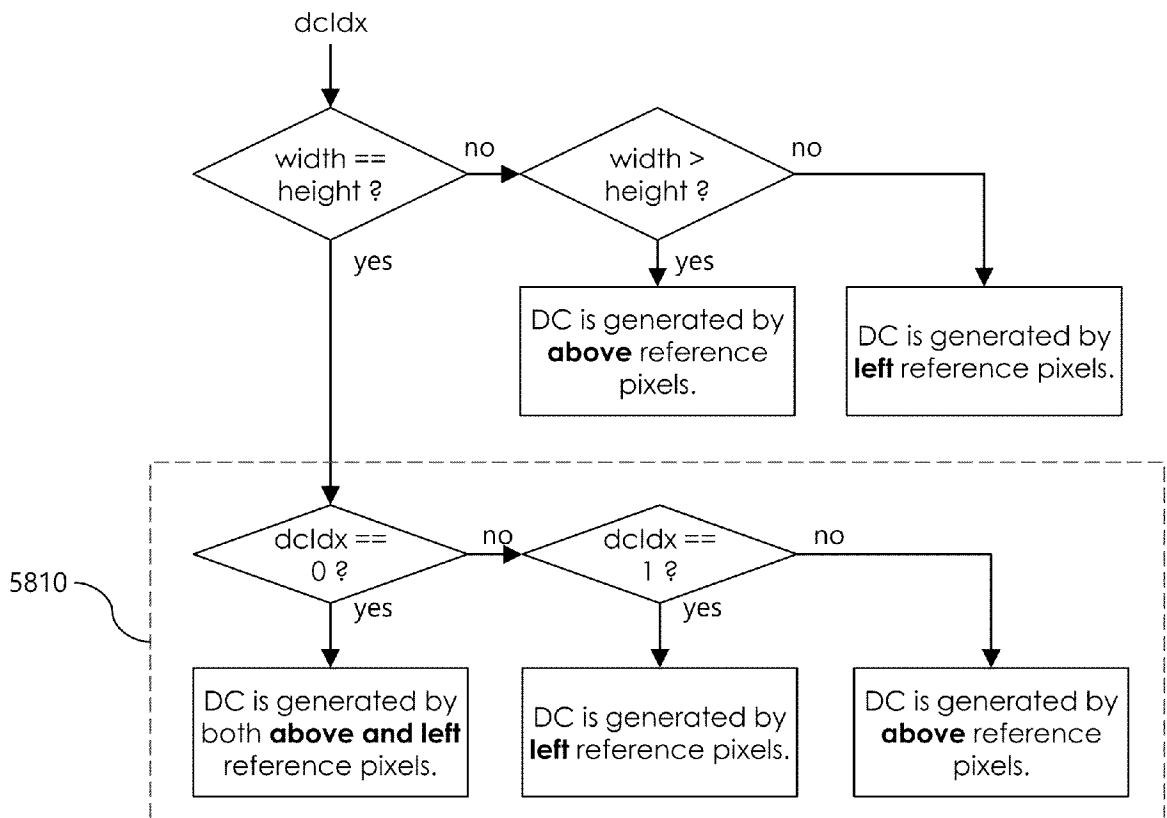 dcIdx
width ==
height ?
no
width >
height ?
no
yes
yes
DC is generated by
above reference
pixels.
DC is generated by
left reference pixels.
5810
dcIdx ==
0 ?
no
dcIdx ==
1 ?
no
yes
yes
DC is generated by
both above and left
reference pixels.
DC is generated by
left reference pixels.
DC is generated by
above reference
pixels.